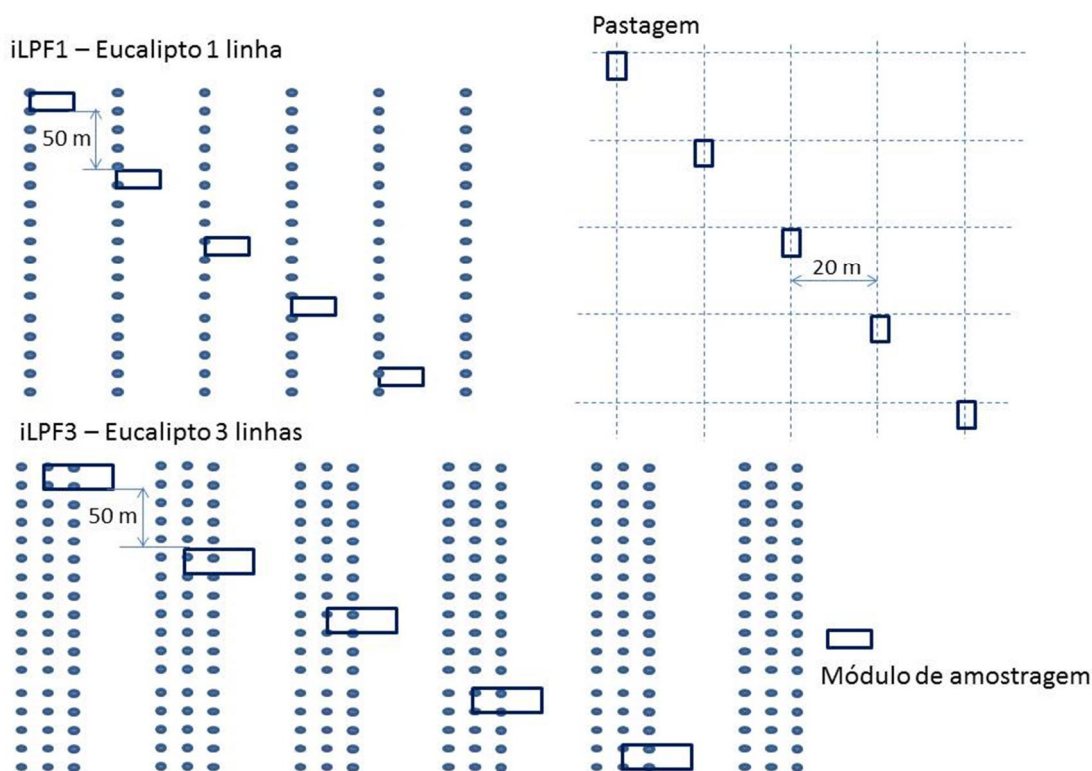 iLPF1 – Eucalipto 1 linha
50 m
Pastagem
20 m
iLPF3 – Eucalipto 3 linhas
50 m
Módulo de amostragem